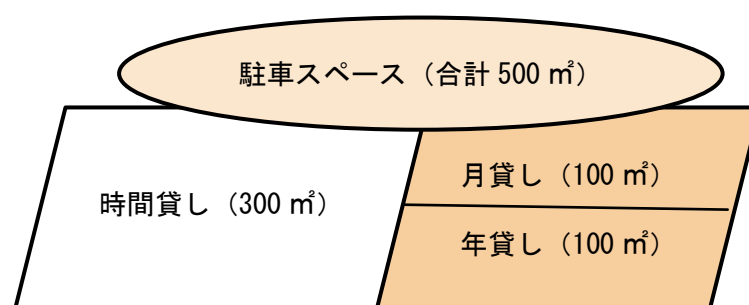 駐車スペース（合計 500 ㎡）
時間貸し（300 ㎡）
月貸し（100 ㎡）
年貸し（100 ㎡）